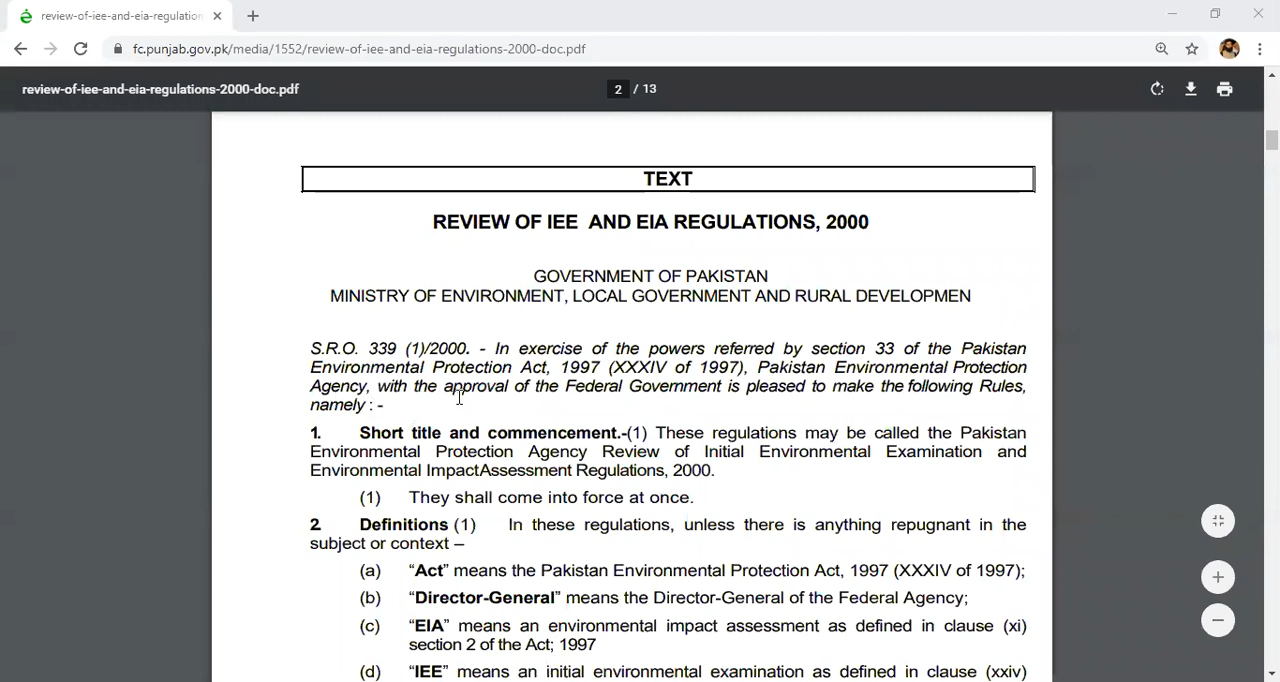 review-of-iee-and-eia-regulation
fc.punjab.gov.pk/media/1552/review-of-iee-and-eia-regulations-2000-doc.pdf
review-of-iee-and-eia-regulations-2000-doc.pdf
2 / 13
TEXT
REVIEW OF IEE AND EIA REGULATIONS, 2000
GOVERNMENT OF PAKISTAN
MINISTRY OF ENVIRONMENT, LOCAL GOVERNMENT AND RURAL DEVELOPMEN
S.R.O. 339 (1)/2000. - In exercise of the powers referred by section 33 of the Pakistan
Environmental Protection Act, 1997 (XXXIV of 1997), Pakistan Environmental Protection
Agency, with the approval of the Federal Government is pleased to make the following Rules,
namely : -
1. Short title and commencement.-(1) These regulations may be called the Pakistan
Environmental Protection Agency Review of Initial Environmental Examination and
Environmental ImpactAssessment Regulations, 2000.
(1) They shall come into force at once.
2. Definitions (1) In these regulations, unless there is anything repugnant in the
subject or context –
(a) “Act” means the Pakistan Environmental Protection Act, 1997 (XXXIV of 1997);
(b) “Director-General” means the Director-General of the Federal Agency;
(c) “EIA” means an environmental impact assessment as defined in clause (xi)
section 2 of the Act; 1997
(d) “IEE” means an initial environmental examination as defined in clause (xxiv)